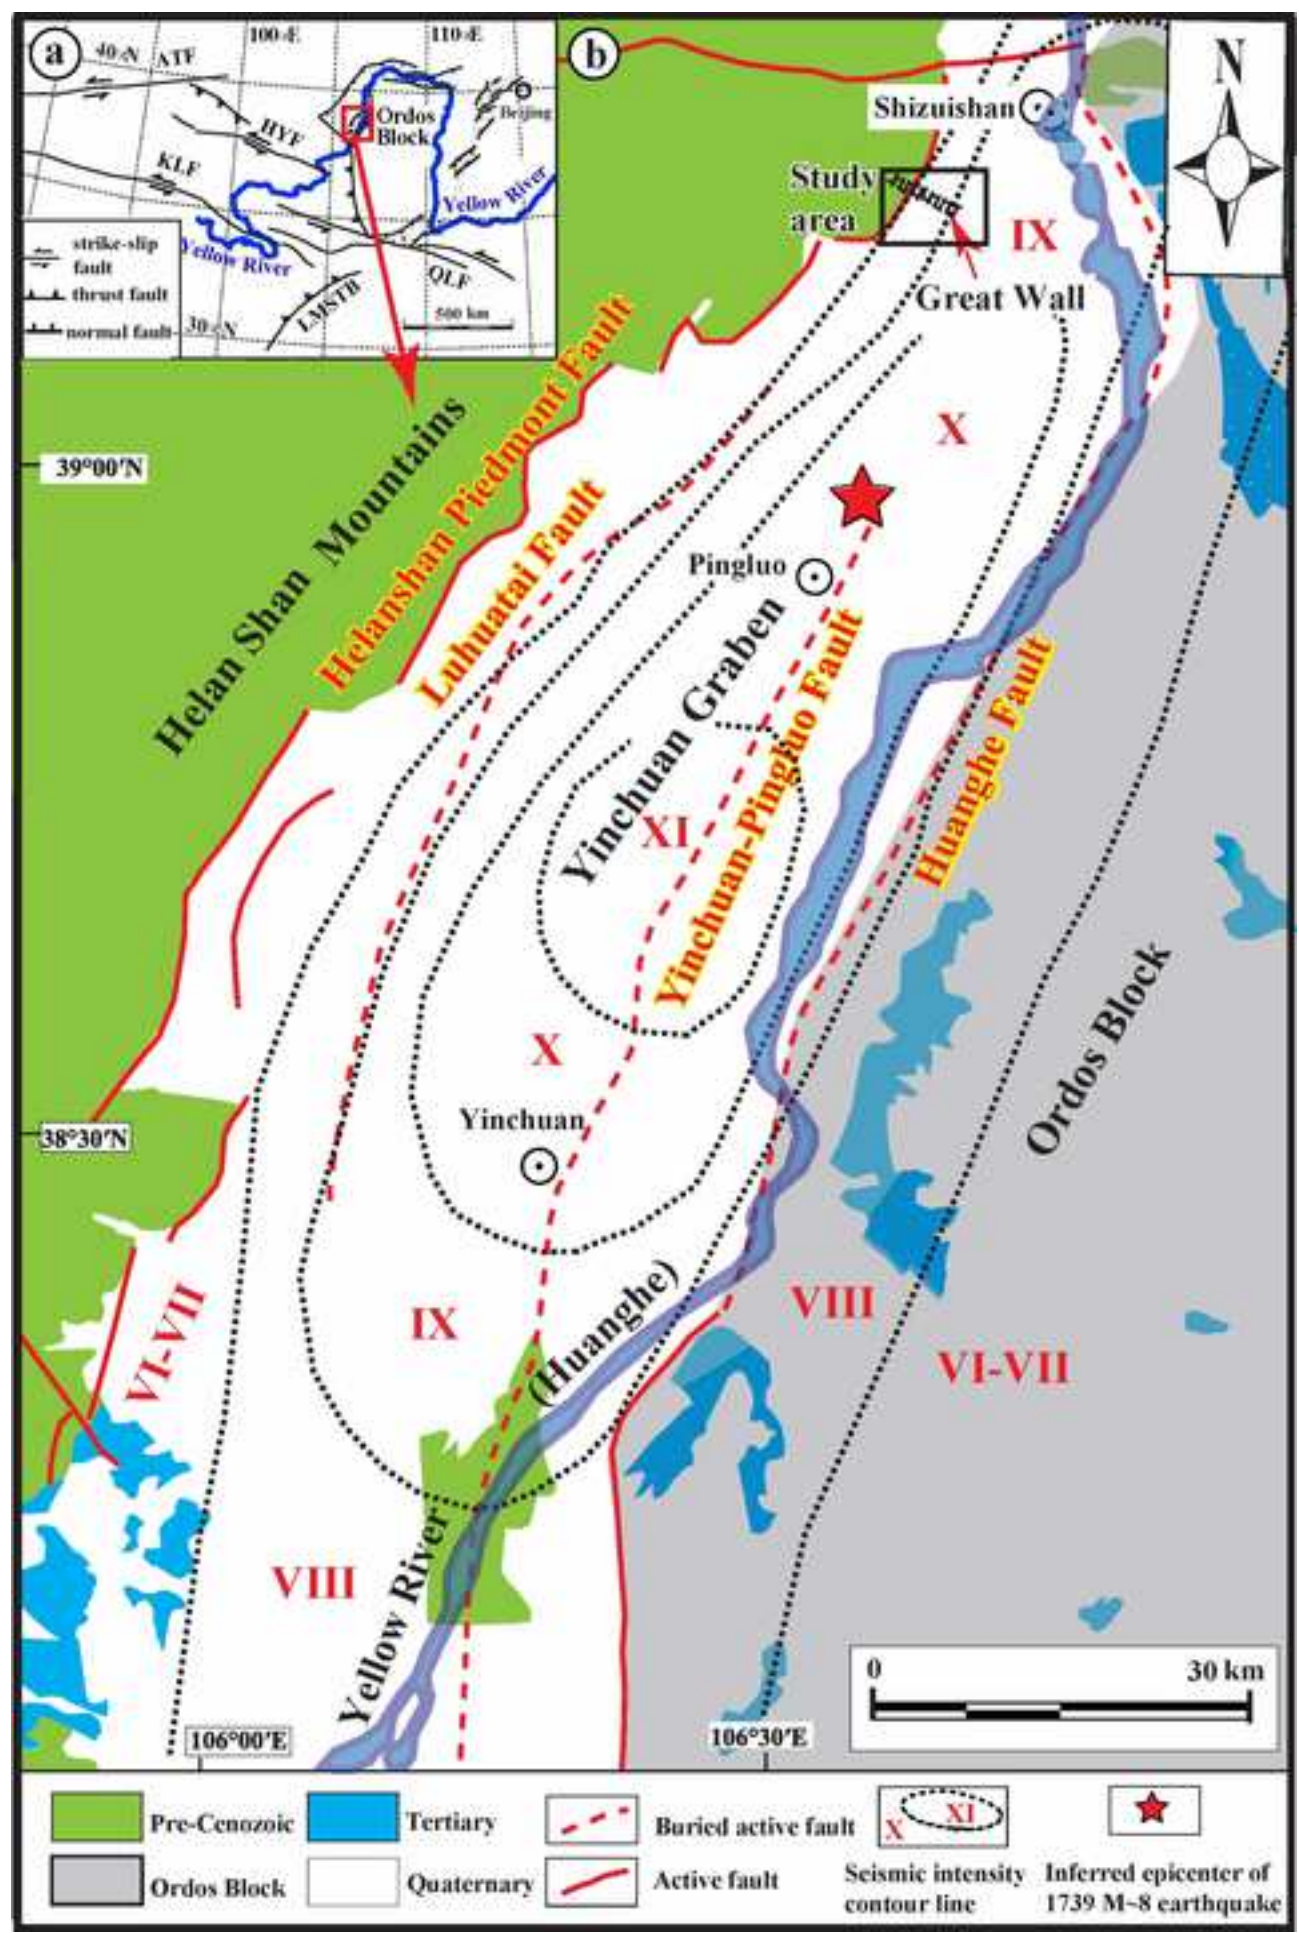 a
100°E
110°E
40°N
ATF
Ordos
Block
Beijing
HYF
KLF
Yellow River
Yellow River
strike-slip
fault
QLF
thrust fault
LMSTB
500 km
normal fault
30°N
b
N
Shizuishan
Study
area
IX
Great Wall
Helanshan Piedmont Fault
39°00'N
X
Helan Shan Mountains
Luhuatai Fault
Pingluo
Yinchuan Graben
Yinchuan-Pingluo Fault
Huanghe Fault
XI
Ordos Block
X
38°30'N
Yinchuan
VI-VII
IX
(Huanghe)
VIII
VI-VII
VIII
Yellow River
0 30 km
106°00'E
106°30'E
Pre-Cenozoic
Tertiary
Buried active fault
X
XI
Ordos Block
Quaternary
Active fault
Seismic intensity
contour line
Inferred epicenter of
1739 M~8 earthquake